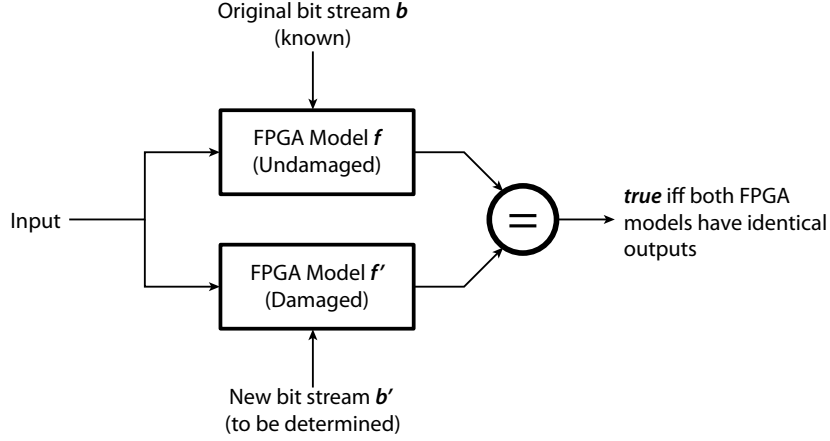 Original bit stream b
(known)
FPGA Model f
(Undamaged)
Input
=
true iff both FPGA
models have identical
outputs
FPGA Model f'
(Damaged)
New bit stream b'
(to be determined)